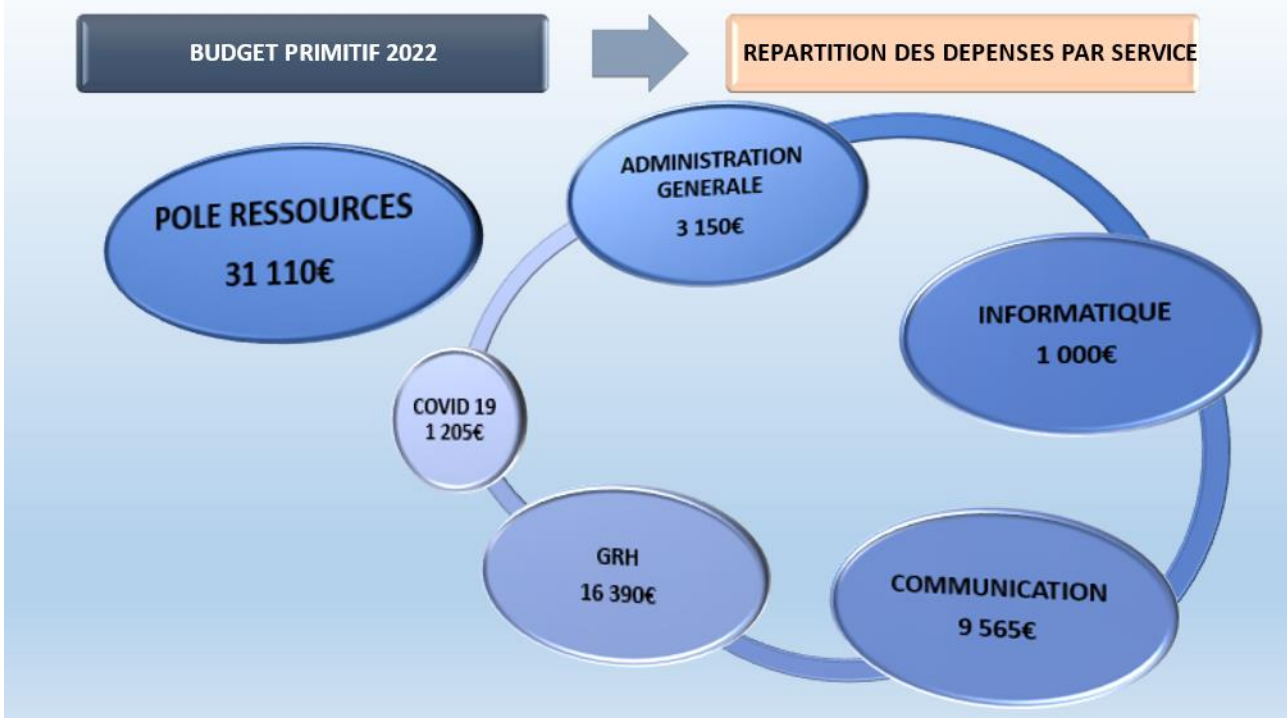 BUDGET PRIMITIF 2022
REPARTITION DES DEPENSES PAR SERVICE
POLE RESSOURCES
31 110€
ADMINISTRATION
GENERALE
3 150€
INFORMATIQUE
1 000€
COMMUNICATION
9 565€
GRH
16 390€
COVID 19
1 205€